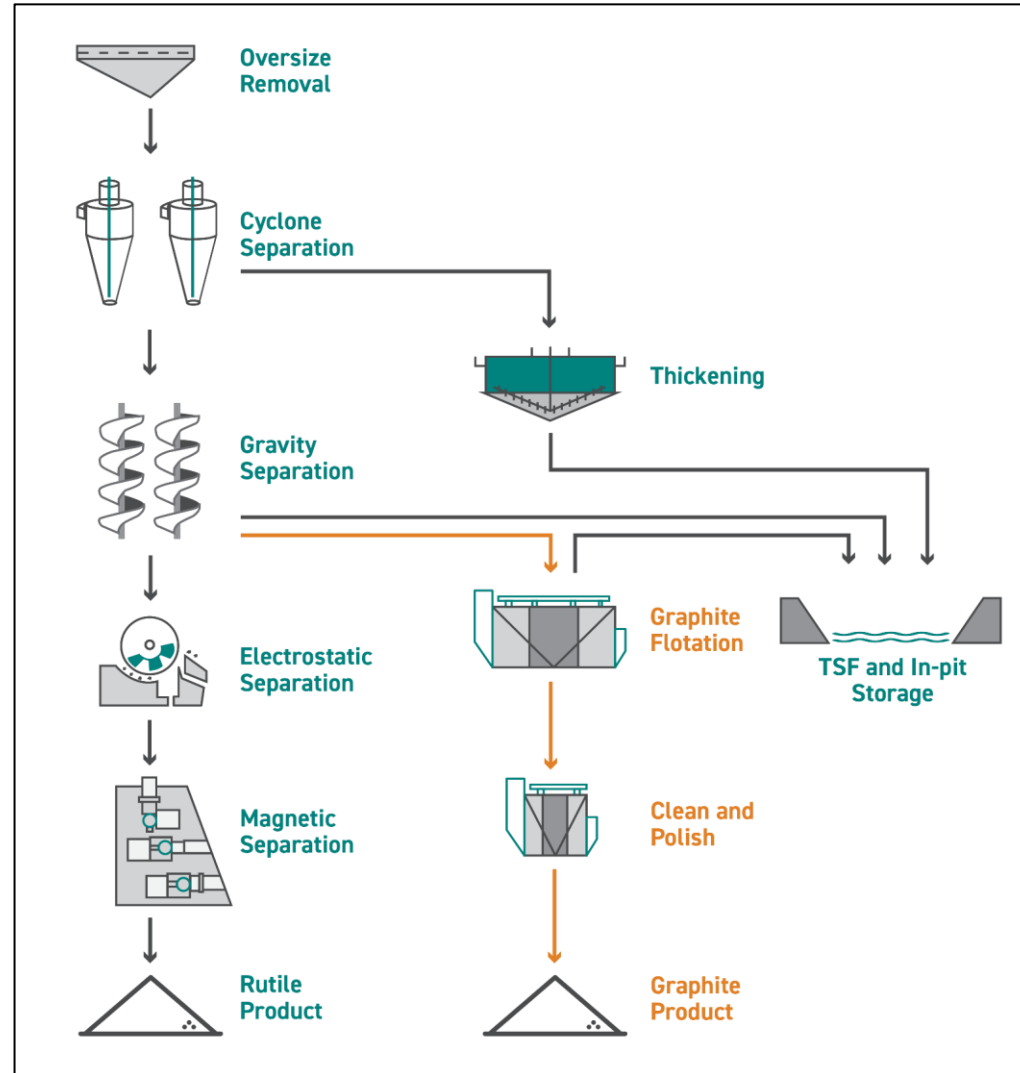 Oversize
Removal
Cyclone
Separation
Thickening
Gravity
Separation
Graphite
Flotation
TSF and In-pit
Storage
Electrostatic
Separation
Magnetic
Separation
Clean and
Polish
Rutile
Product
Graphite
Product